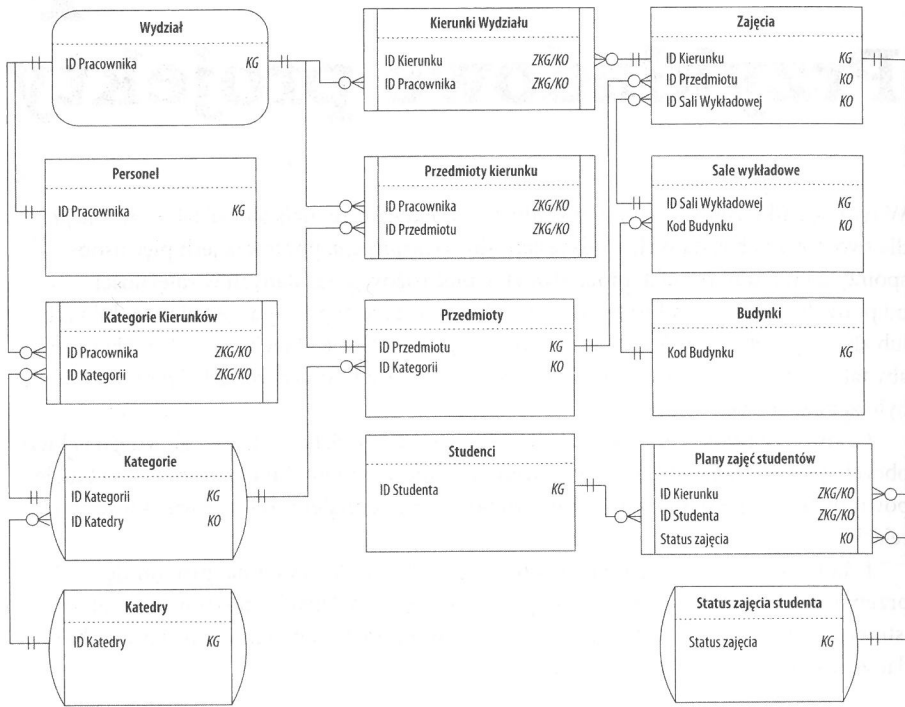 Wydział
ID Pracownika KG
Kierunki Wydziału
ID Kierunku ZKG/KO
ID Pracownika ZKG/KO
Zajęcia
ID Kierunku KG
ID Przedmiotu KO
ID Sali Wykładowej KO
Personel
ID Pracownika KG
Przedmioty kierunku
ID Pracownika ZKG/KO
ID Przedmiotu ZKG/KO
Sale wykładowe
ID Sali Wykładowej KG
Kod Budynku KO
Kategorie Kierunków
ID Pracownika ZKG/KO
ID Kategorii ZKG/KO
Przedmioty
ID Przedmiotu KG
ID Kategorii KO
Budynki
Kod Budynku KG
Kategorie
ID Kategorii KG
ID Katedry KO
Studenci
ID Studenta KG
Plany zajęć studentów
ID Kierunku ZKG/KO
ID Studenta ZKG/KO
Status zajęcia KO
Katedry
ID Katedry KG
Status zajęcia studenta
Status zajęcia KG